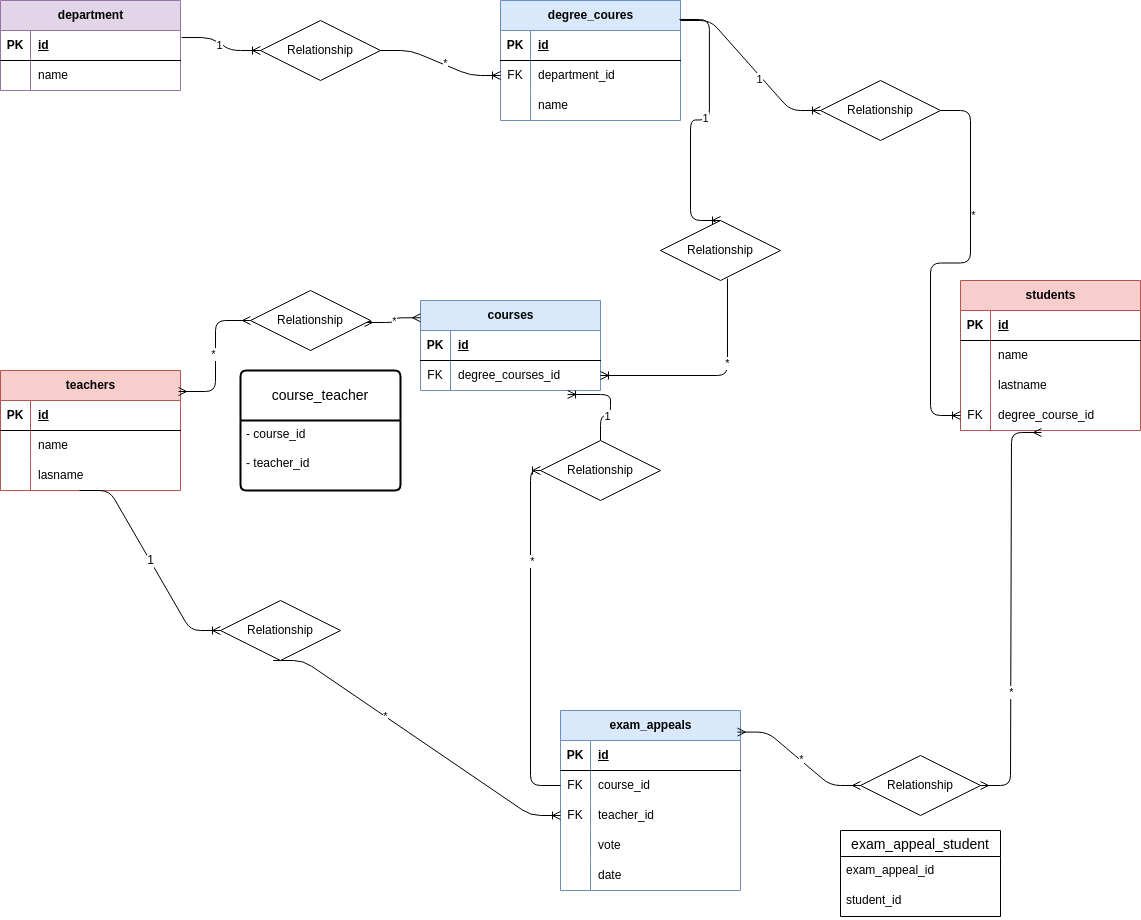 department
PK id
name
1
Relationship
*
degree_coures
PK id
FK department_id
name
1
Relationship
*
1
Relationship
*
students
PK id
name
lastname
FK degree_course_id
Relationship
*
*
courses
PK id
FK degree_courses_id
teachers
PK id
name
lasname
course_teacher
- course_id
- teacher_id
1
Relationship
*
1
Relationship
*
exam_appeals
PK id
FK course_id
FK teacher_id
vote
date
*
Relationship
*
exam_appeal_student
exam_appeal_id
student_id